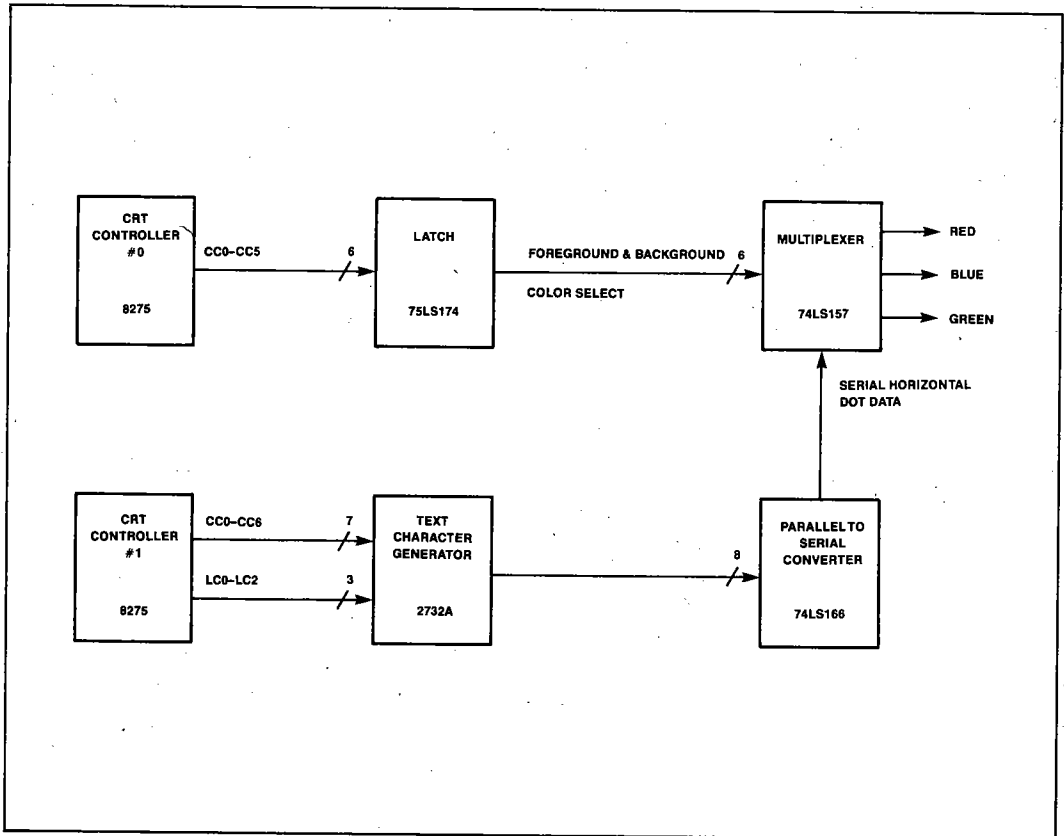 CRT
CONTROLLER
#0
8275
CC0–CC5
6
LATCH
75LS174
FOREGROUND & BACKGROUND
6
COLOR SELECT
MULTIPLEXER
74LS157
RED
BLUE
GREEN
SERIAL HORIZONTAL
DOT DATA
CRT
CONTROLLER
#1
8275
CC0–CC6
7
LC0–LC2
3
TEXT
CHARACTER
GENERATOR
2732A
8
PARALLEL TO
SERIAL
CONVERTER
74LS166